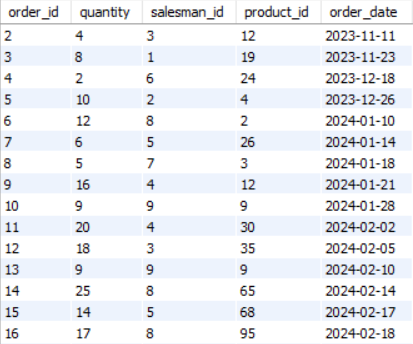 order_id quantity salesman_id product_id order_date
2 4 3 12 2023-11-11
3 8 1 19 2023-11-23
4 2 6 24 2023-12-18
5 10 2 4 2023-12-26
6 12 8 2 2024-01-10
7 6 5 26 2024-01-14
8 5 7 3 2024-01-18
9 16 4 12 2024-01-21
10 9 9 9 2024-01-28
11 20 4 30 2024-02-02
12 18 3 35 2024-02-05
13 9 9 9 2024-02-10
14 25 8 65 2024-02-14
15 14 5 68 2024-02-17
16 17 8 95 2024-02-18